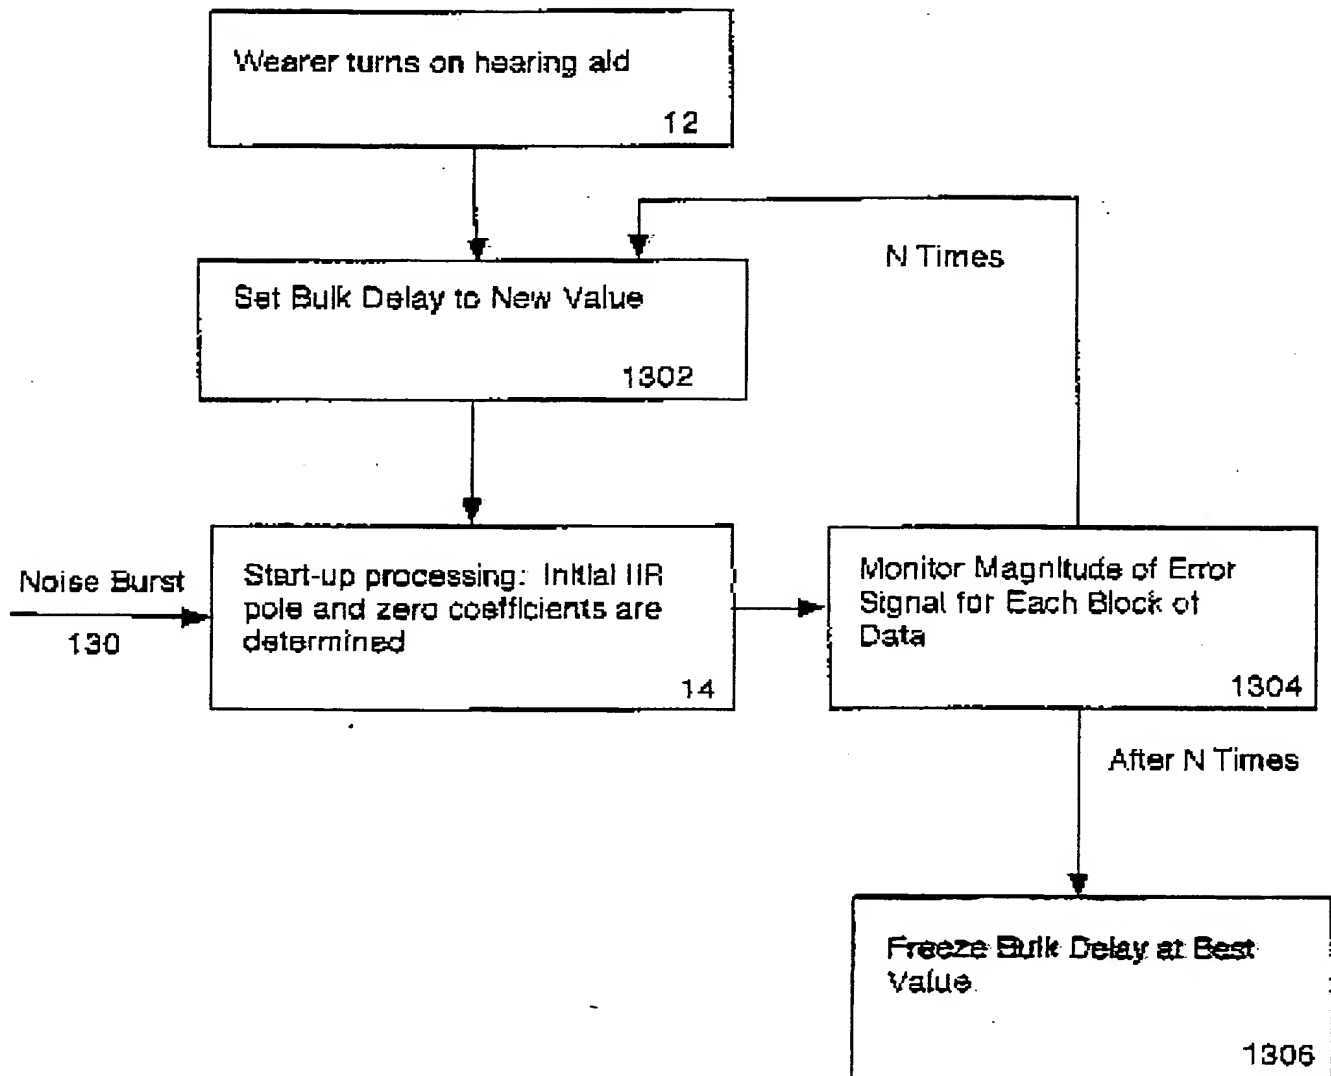 Wearer turns on hearing aid
12
N Times
Set Bulk Delay to New Value
1302
Noise Burst
130
Start-up processing: Initial IIR
pole and zero coefficients are
determined
14
Monitor Magnitude of Error
Signal for Each Block of
Data
1304
After N Times
Freeze Bulk Delay at Best
Value.
1306